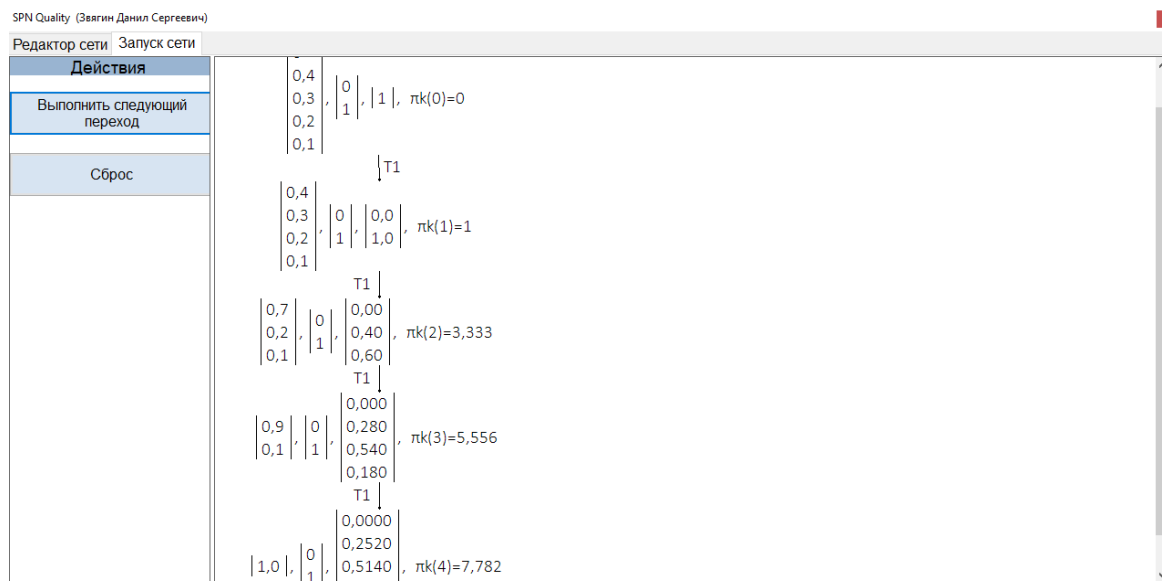 SPN Quality (Звягин Данил Сергеевич)
Редактор сети Запуск сети
Действия
Выполнить следующий
переход
Сброс
0,4
0,3
0,2
0,1
0
1
1
, πk(0)=0
T1
0,4
0,3
0,2
0,1
0
1
0,0
1,0
, πk(1)=1
T1
0,7
0,2
0,1
0
1
0,00
0,40
0,60
, πk(2)=3,333
T1
0,9
0,1
0
1
0,000
0,280
0,540
0,180
, πk(3)=5,556
T1
1,0
0
1
0,0000
0,2520
0,5140
, πk(4)=7,782